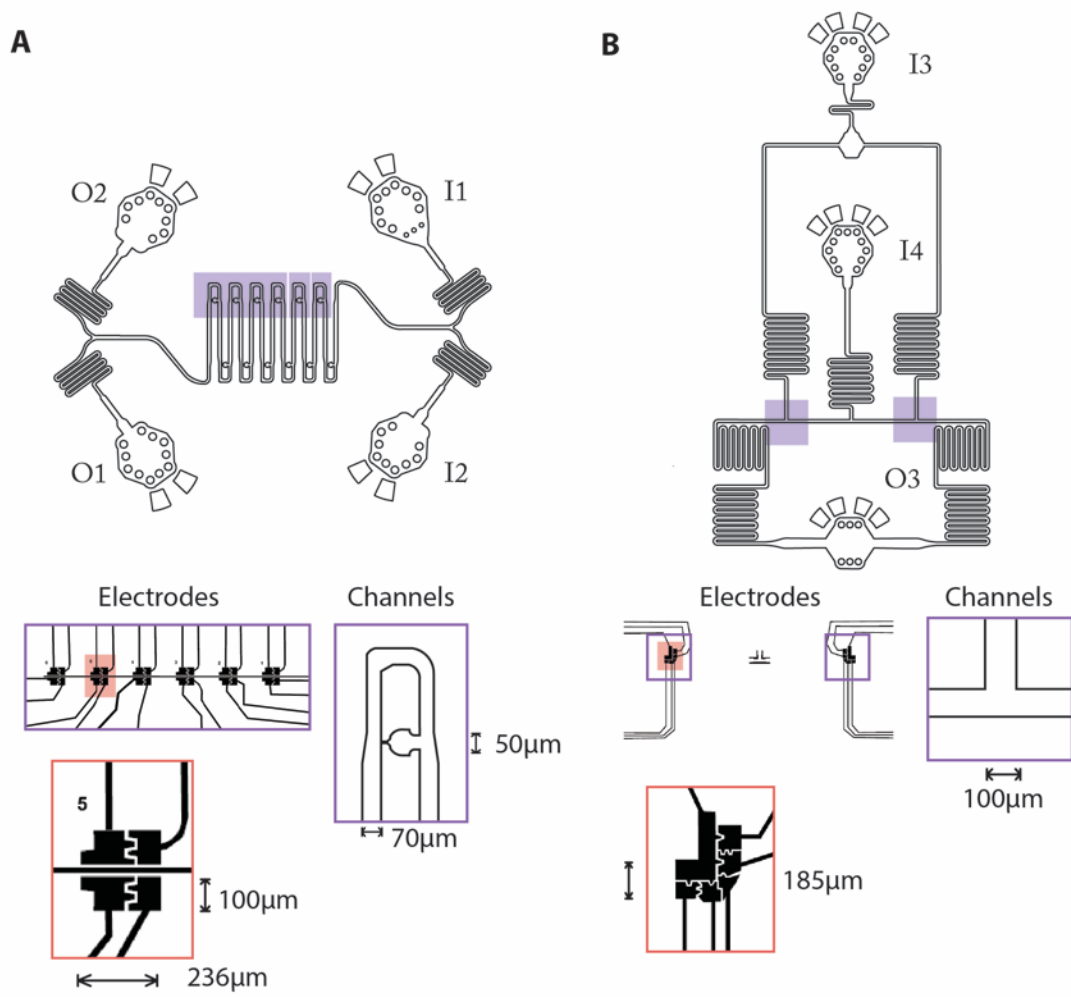 A
B
I3
O2
I1
I4
O1
I2
O3
Electrodes
Channels
Electrodes
Channels
50μm
70μm
100μm
5
100μm
185μm
236μm